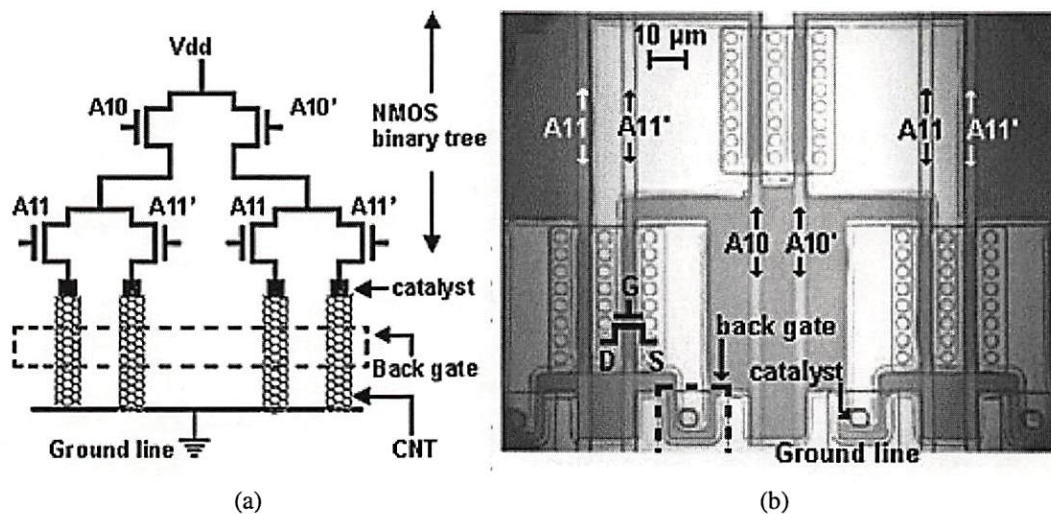 Vdd
A10
A10'
NMOS
binary tree
A11
A11'
A11
A11'
catalyst
Back gate
Ground line
CNT
(a)
10 μm
A11
A11'
A11
A11'
A10
A10'
G
D
S
back gate
catalyst
Ground line
(b)